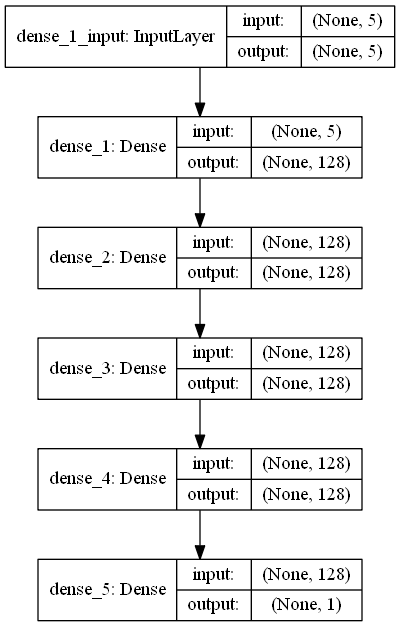 dense_1_input: InputLayer
input: (None, 5)
output: (None, 5)
dense_1: Dense
input: (None, 5)
output: (None, 128)
dense_2: Dense
input: (None, 128)
output: (None, 128)
dense_3: Dense
input: (None, 128)
output: (None, 128)
dense_4: Dense
input: (None, 128)
output: (None, 128)
dense_5: Dense
input: (None, 128)
output: (None, 1)